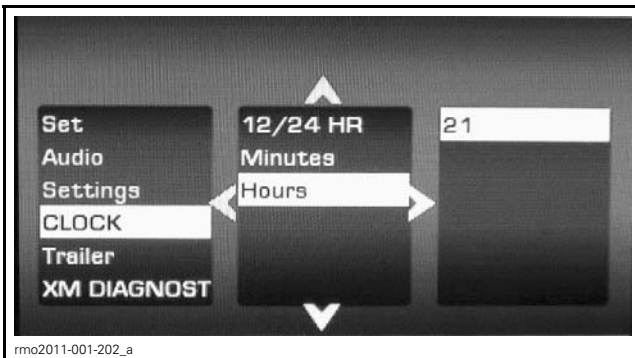 Set
Audio
Settings
CLOCK
Trailer
XM DIAGNOST
12/24 HR
Minutes
Hours
21
rmo2011-001-202_a